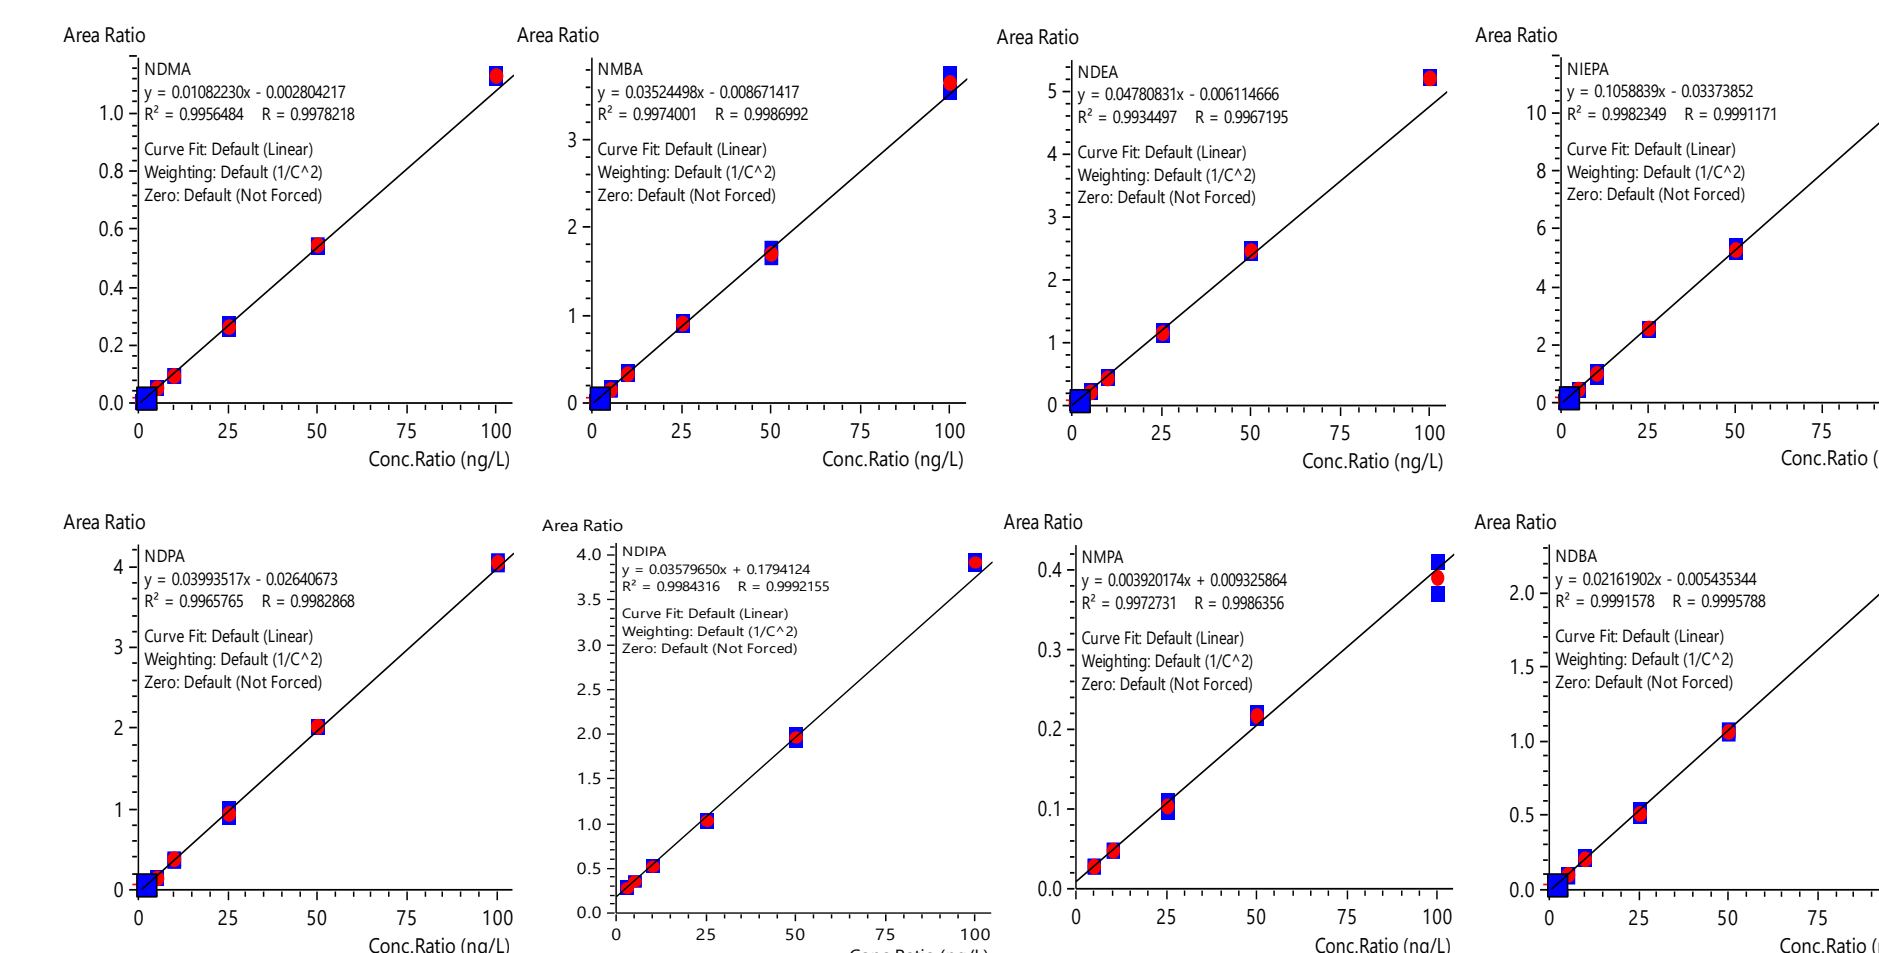 Area Ratio
NDMA
y = 0.01082230x - 0.002804217
R² = 0.9956484 R = 0.9978218
Curve Fit: Default (Linear)
Weighting: Default (1/C^2)
Zero: Default (Not Forced)
1.0
0.8
0.6
0.4
0.2
0.0
0 25 50 75 100
Conc.Ratio (ng/L)
Area Ratio
NMBA
y = 0.03524498x - 0.008671417
R² = 0.9974001 R = 0.9986992
Curve Fit: Default (Linear)
Weighting: Default (1/C^2)
Zero: Default (Not Forced)
3
2
1
0
0 25 50 75 100
Conc.Ratio (ng/L)
Area Ratio
NDEA
y = 0.04780831x - 0.006114666
R² = 0.9934497 R = 0.9967195
Curve Fit: Default (Linear)
Weighting: Default (1/C^2)
Zero: Default (Not Forced)
5
4
3
2
1
0
0 25 50 75 100
Conc.Ratio (ng/L)
Area Ratio
NIEPA
y = 0.1058839x - 0.03373852
R² = 0.9982349 R = 0.9991171
Curve Fit: Default (Linear)
Weighting: Default (1/C^2)
Zero: Default (Not Forced)
10
8
6
4
2
0
0 25 50 75
Conc.Ratio (
Area Ratio
NDPA
y = 0.03993517x - 0.02640673
R² = 0.9965765 R = 0.9982868
Curve Fit: Default (Linear)
Weighting: Default (1/C^2)
Zero: Default (Not Forced)
4
3
2
1
0
0 25 50 75 100
Conc.Ratio (ng/L)
Area Ratio
NDIPA
y = 0.03579650x + 0.1794124
R² = 0.9984316 R = 0.9992155
Curve Fit: Default (Linear)
Weighting: Default (1/C^2)
Zero: Default (Not Forced)
4.0
3.5
3.0
2.5
2.0
1.5
1.0
0.5
0.0
0 25 50 75 100
Area Ratio
NMPA
y = 0.003920174x + 0.009325864
R² = 0.9972731 R = 0.9986356
Curve Fit: Default (Linear)
Weighting: Default (1/C^2)
Zero: Default (Not Forced)
0.4
0.3
0.2
0.1
0.0
0 25 50 75 100
Conc.Ratio (ng/L)
Area Ratio
NDBA
y = 0.02161902x - 0.005435344
R² = 0.9991578 R = 0.9995788
Curve Fit: Default (Linear)
Weighting: Default (1/C^2)
Zero: Default (Not Forced)
2.0
1.5
1.0
0.5
0.0
0 25 50 75
Conc.Ratio (